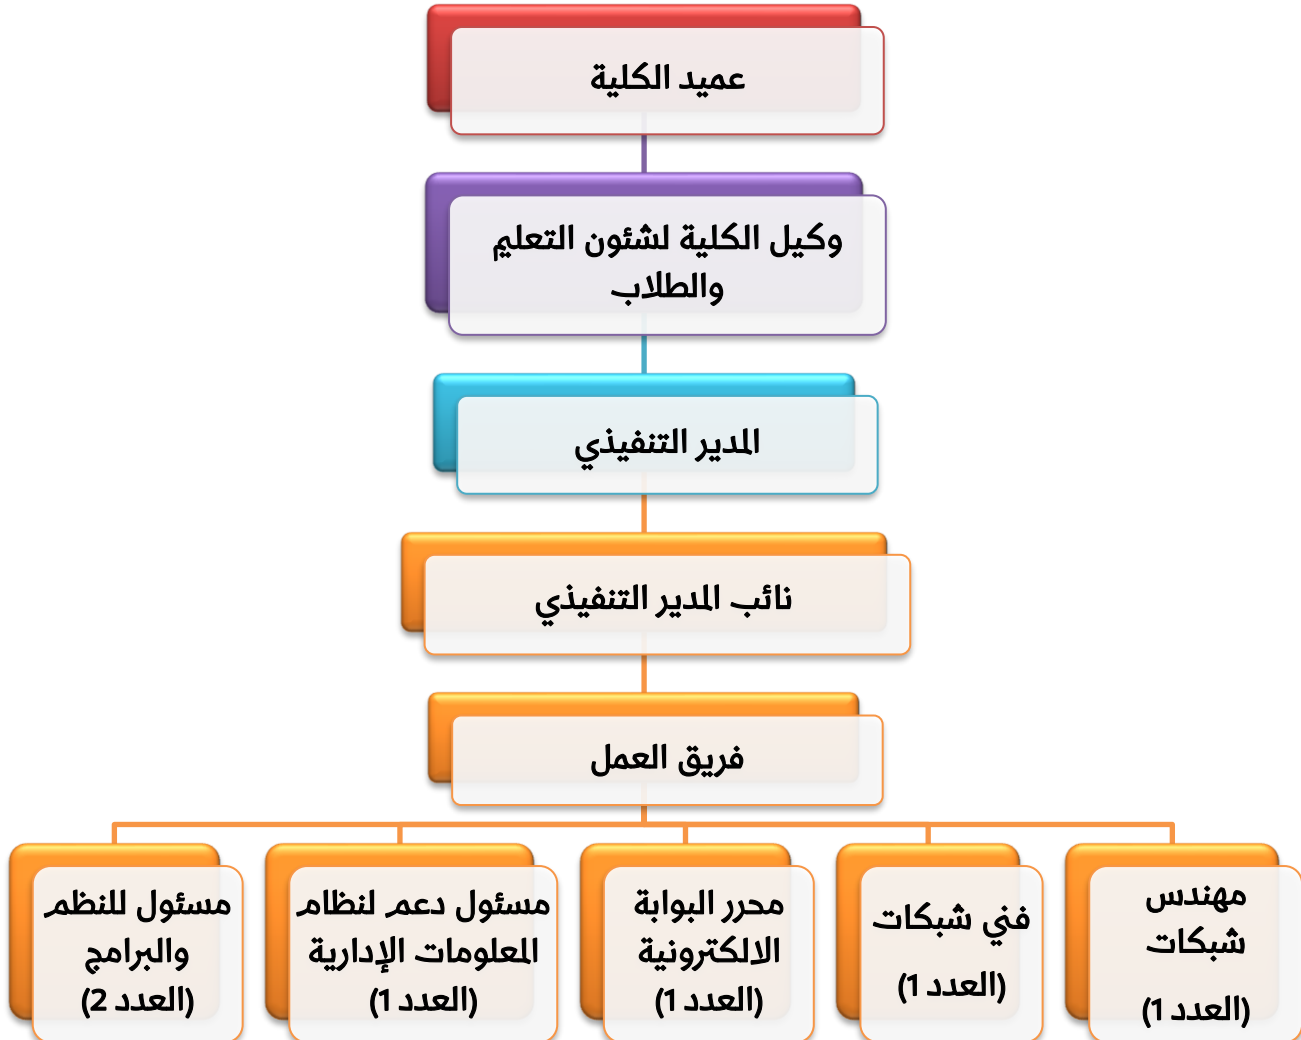 عميد الكلية
وكيل الكلية لشئون التعليم
والطلاب
المدير التنفيذي
نائب المدير التنفيذي
فريق العمل
مهندس
شبكات
(العدد 1)
فني شبكات
(العدد 1)
محرر البوابة
الالكترونية
(العدد 1)
مسئول دعم لنظام
المعلومات الإدارية
(العدد 1)
مسئول للنظم
والبرامج
(العدد 2)